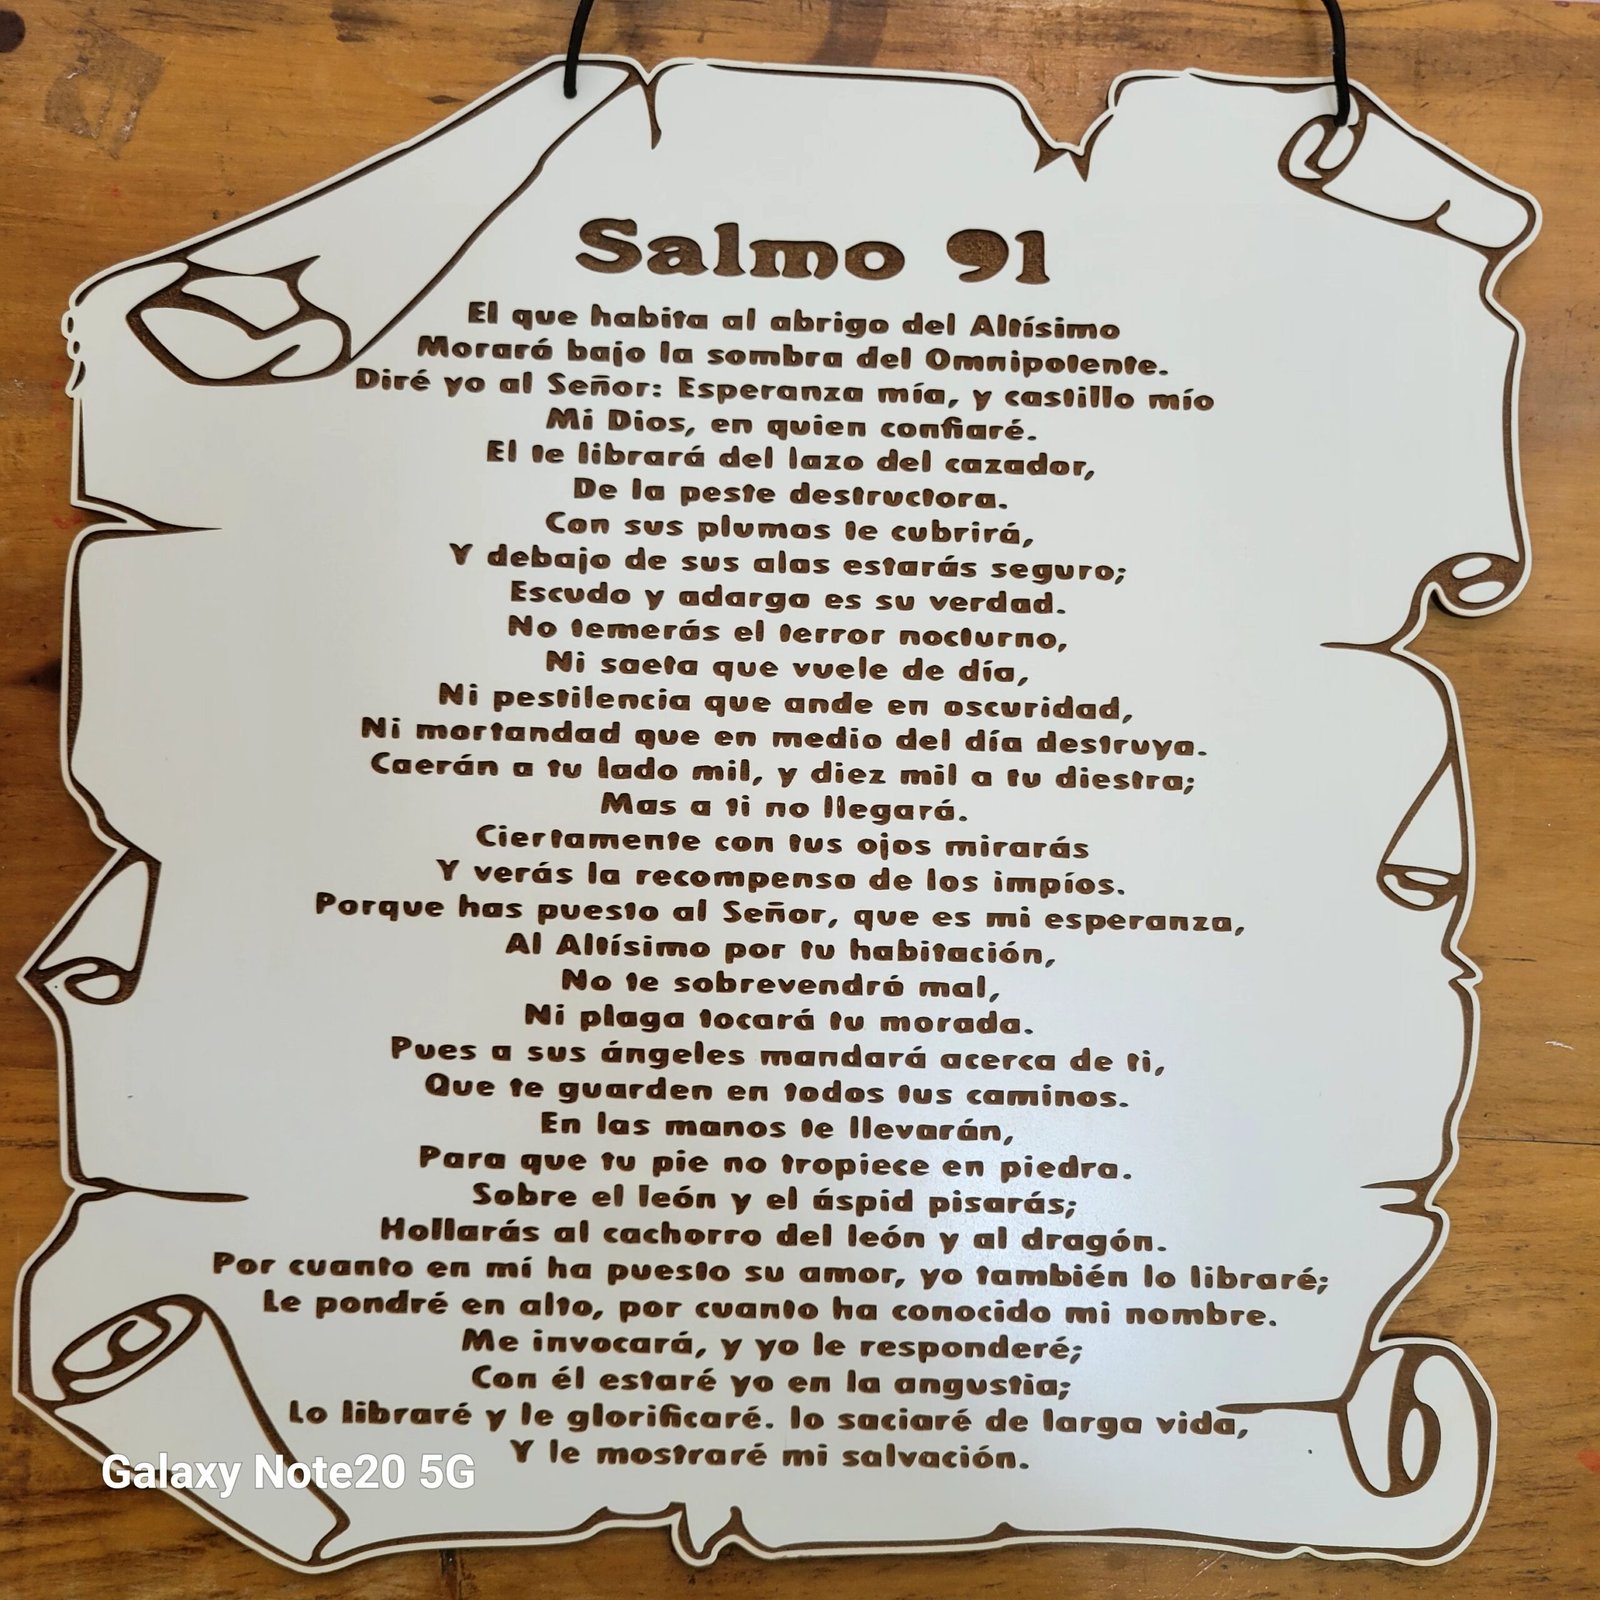 Salmo 91
El que habita al abrigo del Altísimo
Morará bajo la sombra del Omnipotente.
Diré yo al Señor: Esperanza mía, y castillo mío
Mi Dios, en quien confiaré.
El te librará del lazo del cazador,
De la peste destructora.
Con sus plumas te cubrirá,
Y debajo de sus alas estarás seguro;
Escudo y adarga es su verdad.
No temerás el terror nocturno,
Ni saeta que vuele de día,
Ni pestilencia que ande en oscuridad,
Ni mortandad que en medio del día destruya.
Caerán a tu lado mil, y diez mil a tu diestra;
Mas a ti no llegará.
Ciertamente con tus ojos mirarás
Y verás la recompensa de los impíos.
Porque has puesto al Señor, que es mi esperanza,
Al Altísimo por tu habitación,
No te sobrevendrá mal,
Ni plaga tocará tu morada.
Pues a sus ángeles mandará acerca de ti,
Que te guarden en todos tus caminos.
En las manos te llevarán,
Para que tu pie no tropiece en piedra.
Sobre el león y el áspid pisarás;
Hollarás al cachorro del león y al dragón.
Por cuanto en mí ha puesto su amor, yo también lo libraré;
Le pondré en alto, por cuanto ha conocido mi nombre.
Me invocará, y yo le responderé;
Con él estaré yo en la angustia;
Lo libraré y le glorificaré. lo saciaré de larga vida,
Y le mostraré mi salvación.
Galaxy Note20 5G